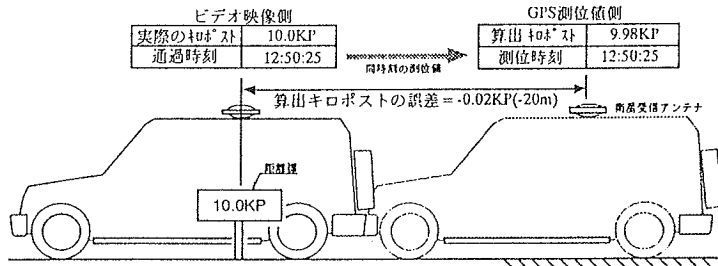 ビデオ映像側
実際のキロポスト 10.0KP
通過時刻 12:50:25
同時刻の測位値
GPS測位値側
算出キロポスト 9.98KP
測位時刻 12:50:25
算出キロポストの誤差=-0.02KP(-20m)
衛星受信アンテナ
距離標
10.0KP